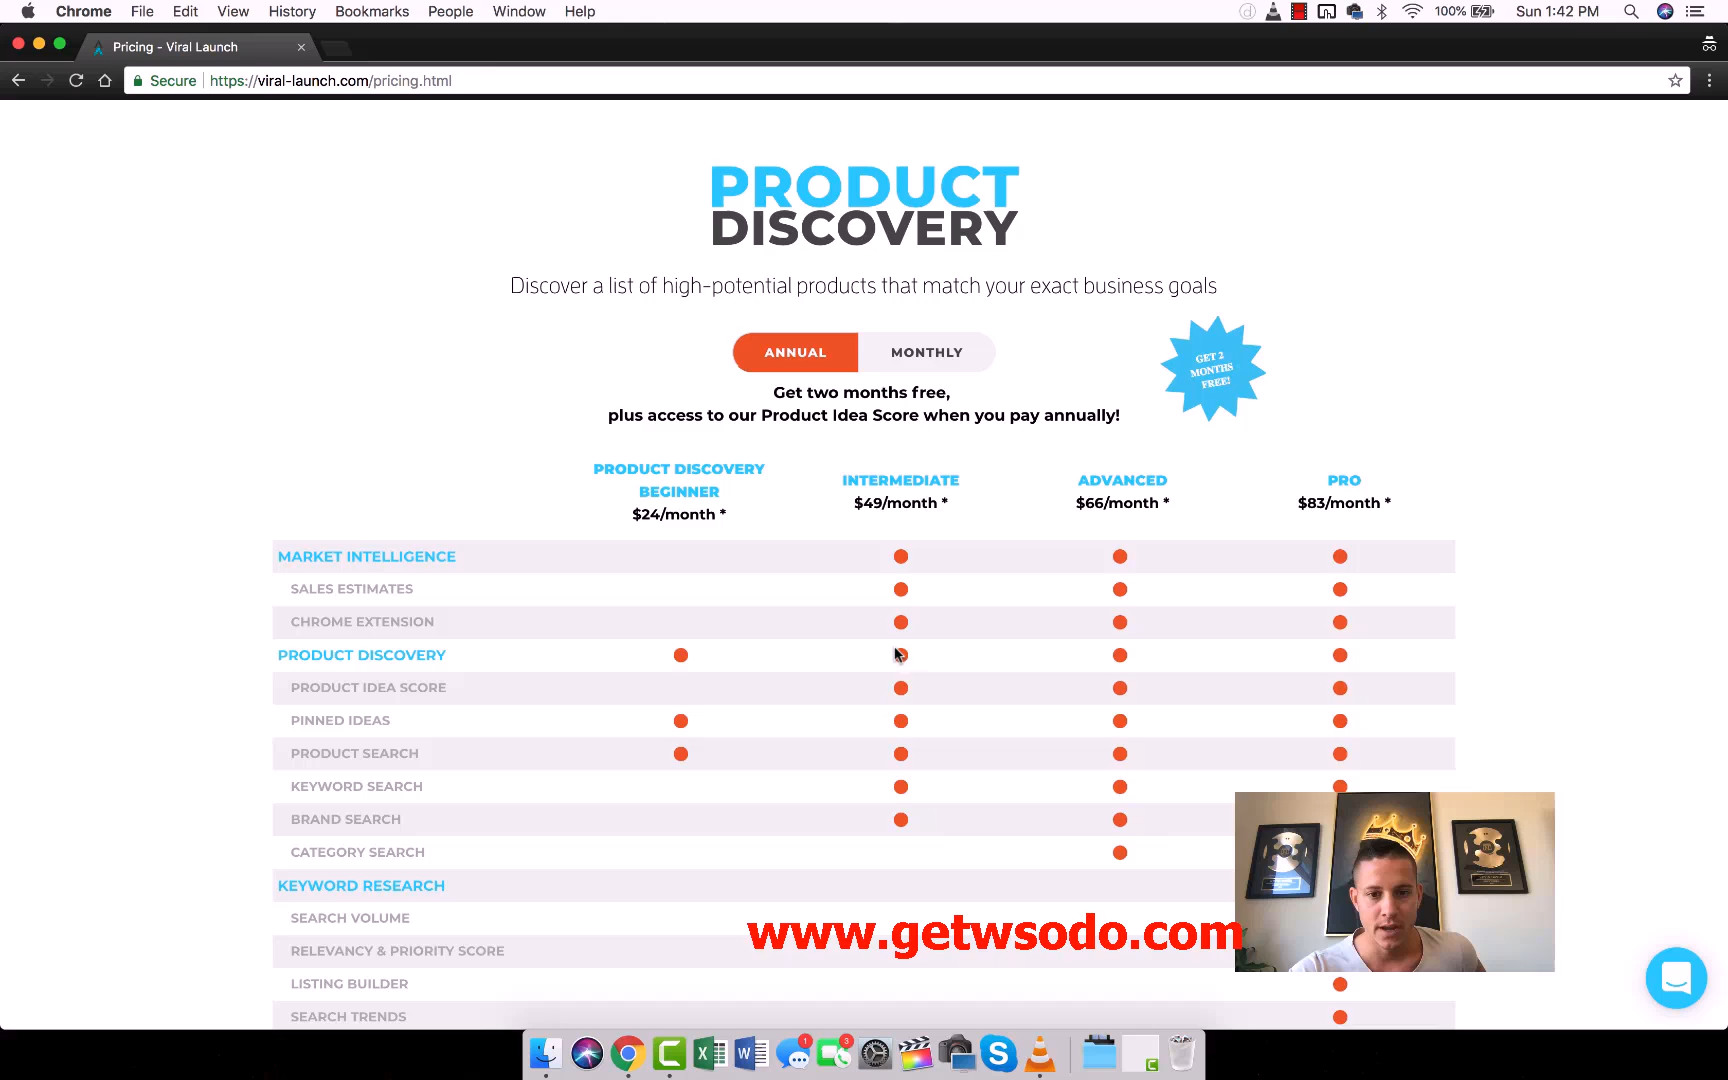 Chrome File Edit View History Bookmarks People Window Help 100% Sun 1:42 PM
Pricing - Viral Launch
Secure https://viral-launch.com/pricing.html
PRODUCT
DISCOVERY
Discover a list of high-potential products that match your exact business goals
ANNUAL MONTHLY
GET 2
MONTHS
FREE!
Get two months free,
plus access to our Product Idea Score when you pay annually!
PRODUCT DISCOVERY
BEGINNER
$24/month *
INTERMEDIATE
$49/month *
ADVANCED
$66/month *
PRO
$83/month *
MARKET INTELLIGENCE
SALES ESTIMATES
CHROME EXTENSION
PRODUCT DISCOVERY
PRODUCT IDEA SCORE
PINNED IDEAS
PRODUCT SEARCH
KEYWORD SEARCH
BRAND SEARCH
CATEGORY SEARCH
KEYWORD RESEARCH
SEARCH VOLUME
RELEVANCY & PRIORITY SCORE
LISTING BUILDER
SEARCH TRENDS
www.getwsodo.com
1
3